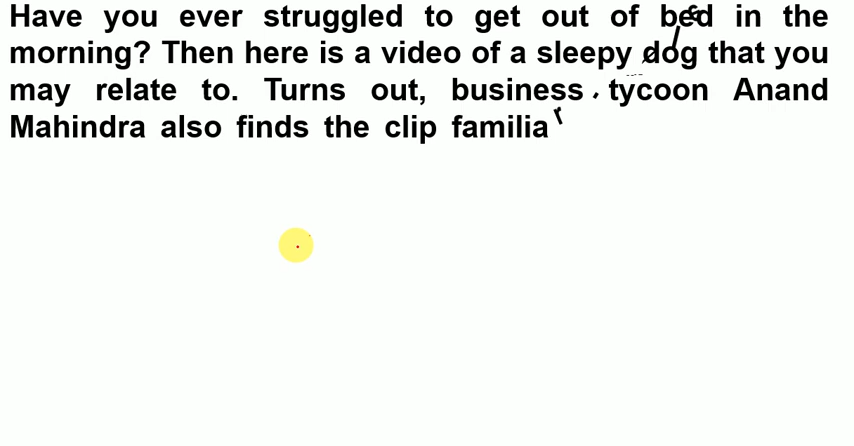 Have you ever struggled to get out of bed in the
morning? Then here is a video of a sleepy dog that you
may relate to. Turns out, business tycoon Anand
Mahindra also finds the clip familiar